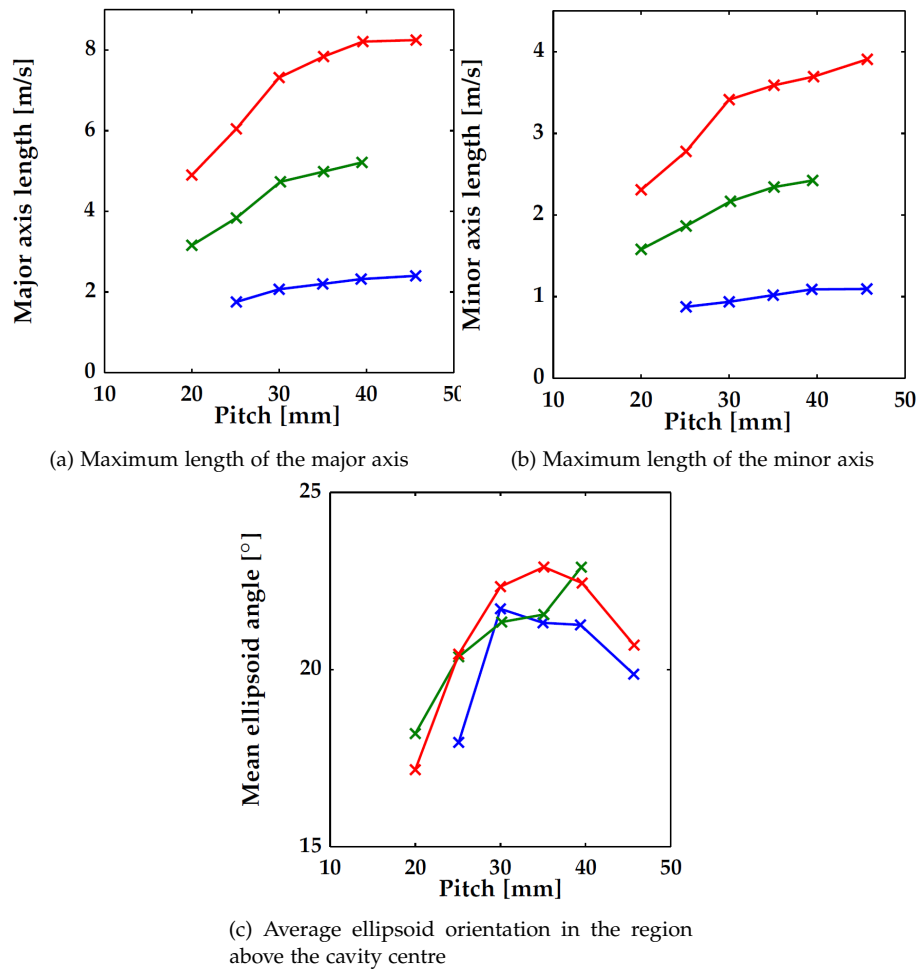 Major axis length [m/s]
8
6
4
2
0
10 20 30 40 50
Pitch [mm]
(a) Maximum length of the major axis
Minor axis length [m/s]
4
3
2
1
0
10 20 30 40 50
Pitch [mm]
(b) Maximum length of the minor axis
Mean ellipsoid angle [°]
25
20
15
10 20 30 40 50
Pitch [mm]
(c) Average ellipsoid orientation in the region
above the cavity centre